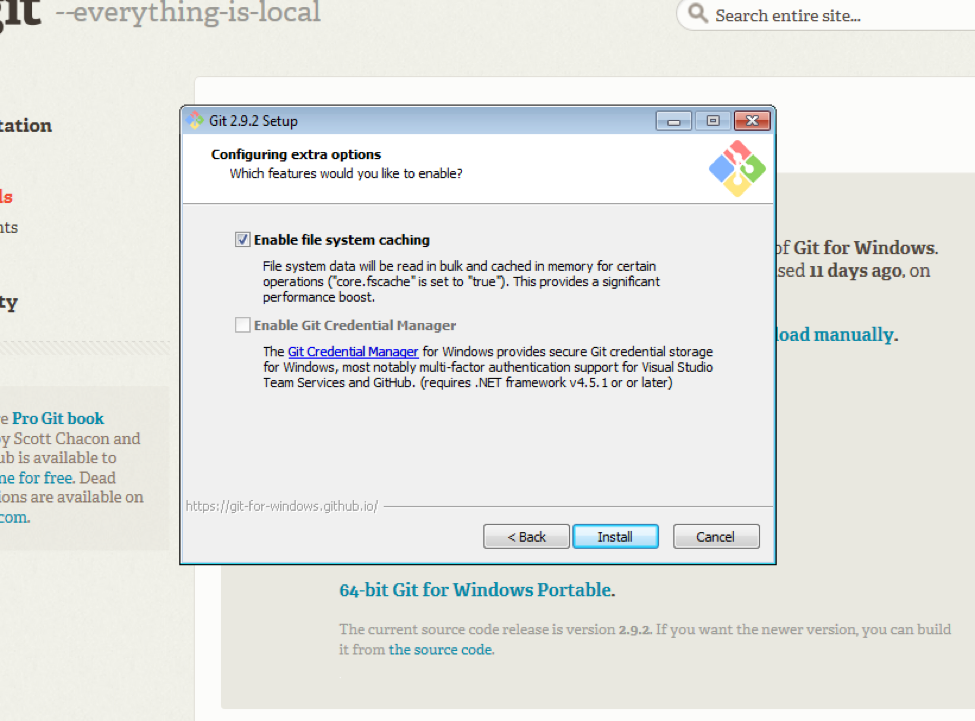 git --everything-is-local
Search entire site...
tation
ls
nts
ty
re Pro Git book
by Scott Chacon and
ub is available to
ne for free. Dead
ions are available on
com.
Git 2.9.2 Setup
Configuring extra options
Which features would you like to enable?
Enable file system caching
File system data will be read in bulk and cached in memory for certain
operations ("core.fscache" is set to "true"). This provides a significant
performance boost.
Enable Git Credential Manager
The Git Credential Manager for Windows provides secure Git credential storage
for Windows, most notably multi-factor authentication support for Visual Studio
Team Services and GitHub. (requires .NET framework v4.5.1 or or later)
https://git-for-windows.github.io/
< Back
Install
Cancel
of Git for Windows.
sed 11 days ago, on
load manually.
64-bit Git for Windows Portable.
The current source code release is version 2.9.2. If you want the newer version, you can build
it from the source code.